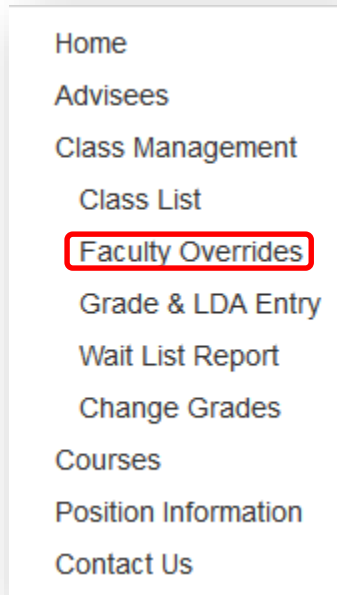 Home
Advisees
Class Management
Class List
Faculty Overrides
Grade & LDA Entry
Wait List Report
Change Grades
Courses
Position Information
Contact Us